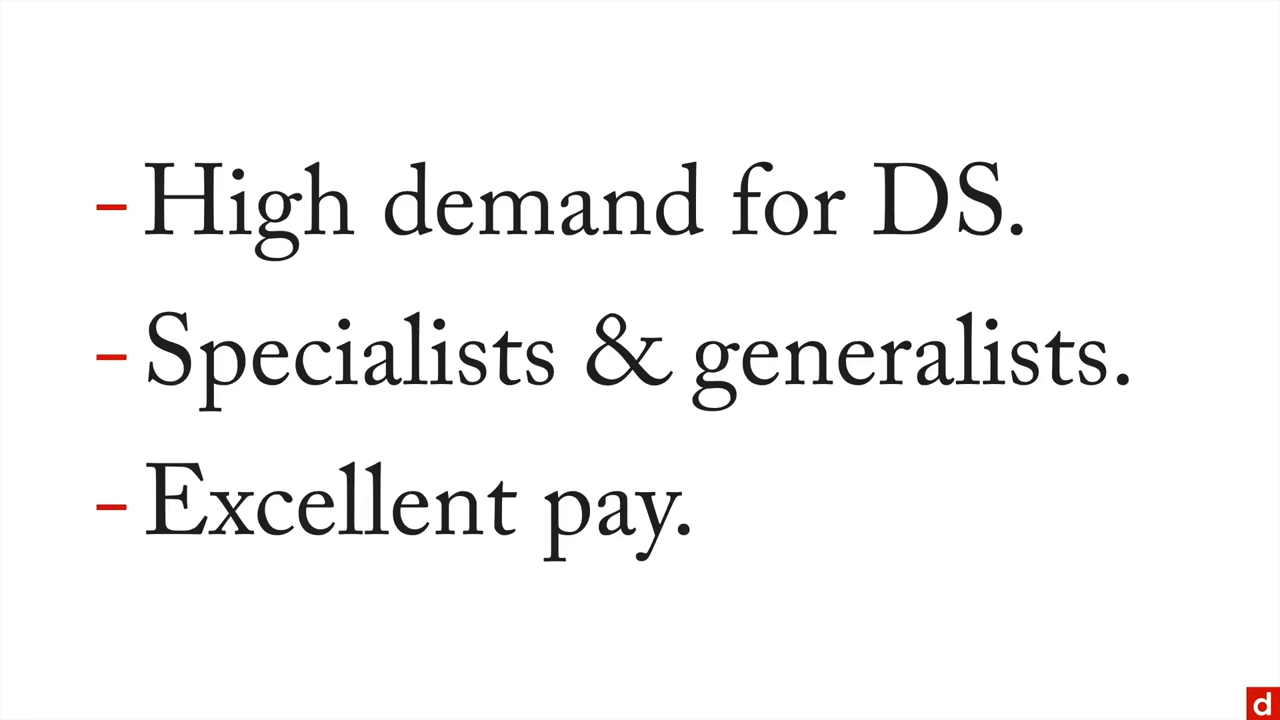 – High demand for DS.
– Specialists & generalists.
– Excellent pay.
d